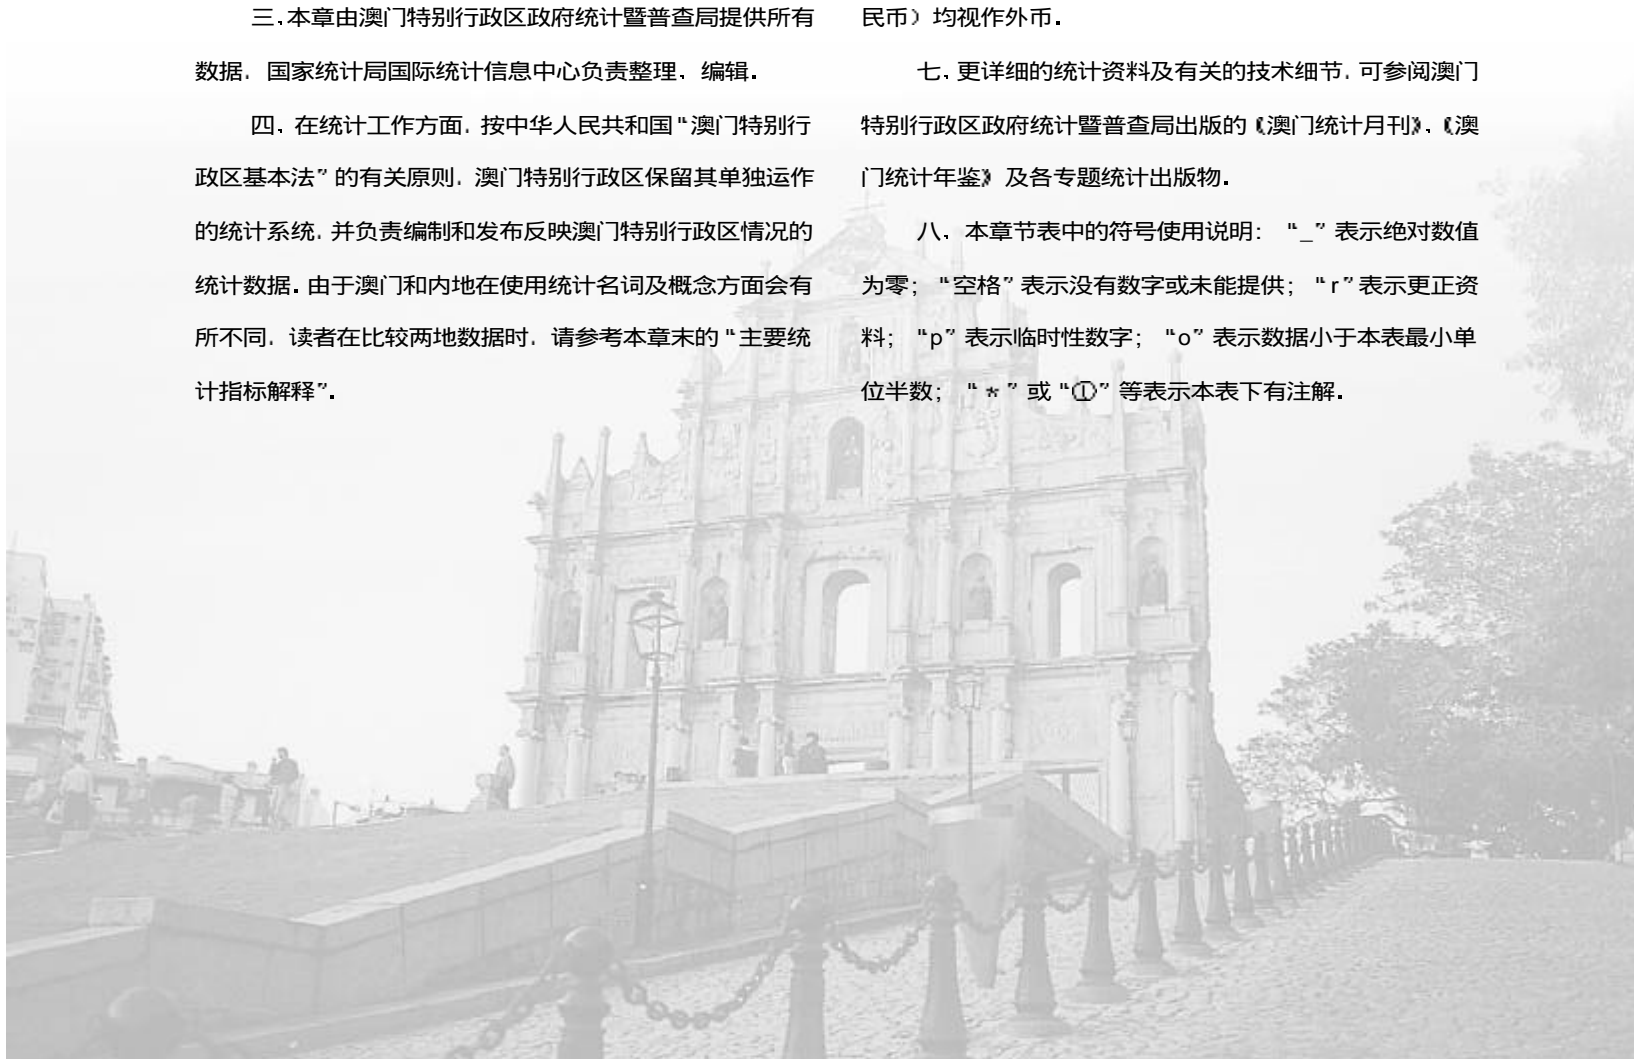 三、本章由澳门特别行政区政府统计暨普查局提供所有
数据，国家统计局国际统计信息中心负责整理、编辑。
四、在统计工作方面，按中华人民共和国“澳门特别行
政区基本法”的有关原则，澳门特别行政区保留其单独运作
的统计系统，并负责编制和发布反映澳门特别行政区情况的
统计数据。由于澳门和内地在使用统计名词及概念方面会有
所不同，读者在比较两地数据时，请参考本章末的“主要统
计指标解释”。
民币）均视作外币。
七、更详细的统计资料及有关的技术细节，可参阅澳门
特别行政区政府统计暨普查局出版的《澳门统计月刊》、《澳
门统计年鉴》及各专题统计出版物。
八、本章节表中的符号使用说明：“_”表示绝对数值
为零；“空格”表示没有数字或未能提供；“r”表示更正资
料；“p”表示临时性数字；“o”表示数据小于本表最小单
位半数；“*”或“①”等表示本表下有注解。